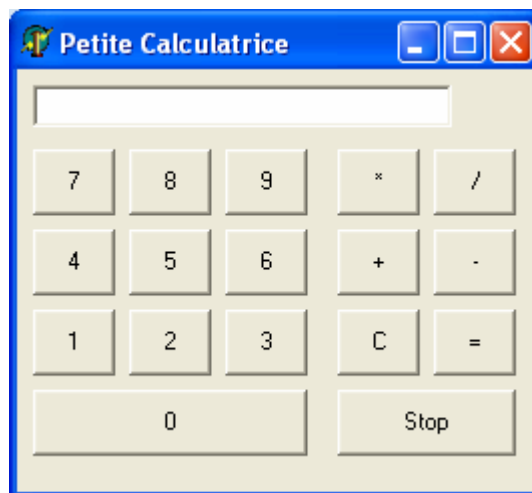 Petite Calculatrice
7 8 9 * /
4 5 6 + -
1 2 3 C =
0 Stop